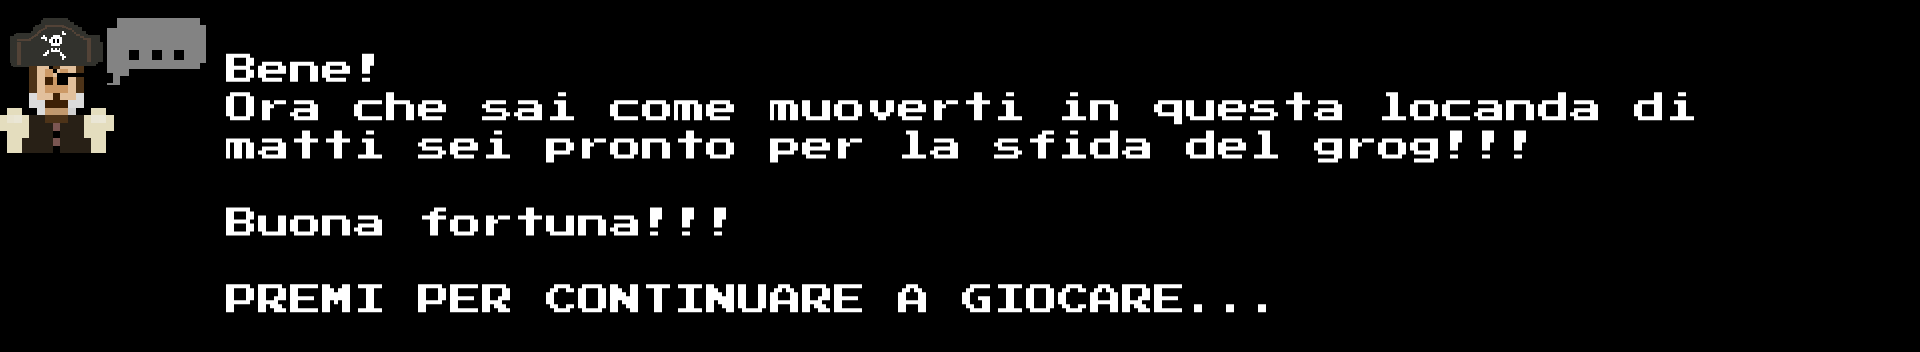 ...
Bene!
Ora che sai come muoverti in questa locanda di
matti sei pronto per la sfida del grog!!!
Buona fortuna!!!
PREMI PER CONTINUARE A GIOCARE...